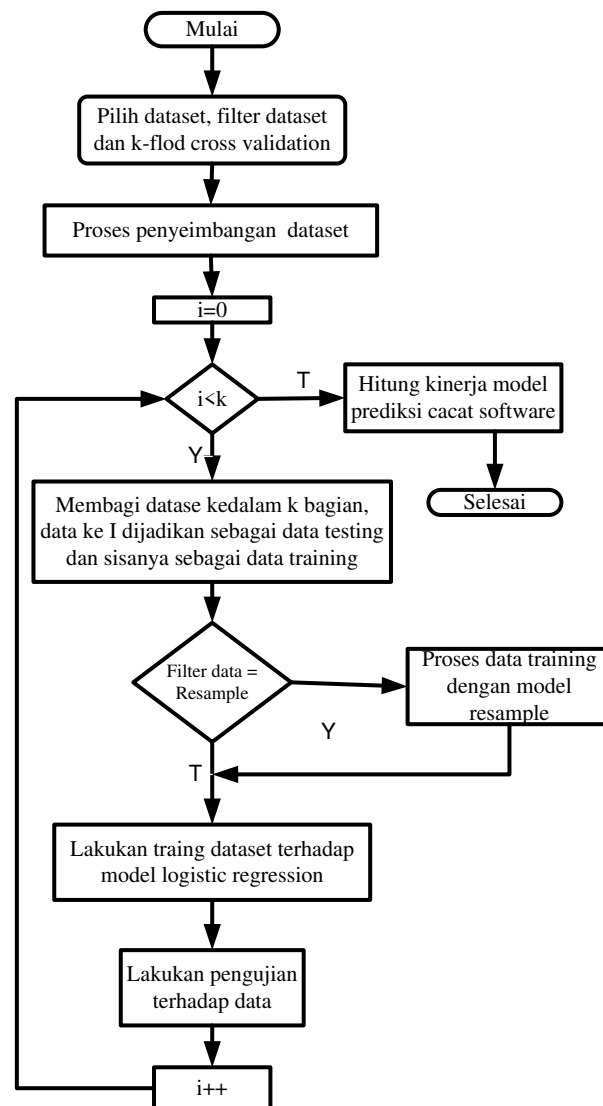 Mulai
Pilih dataset, filter dataset
dan k-flod cross validation
Proses penyeimbangan dataset
i=0
i<k
T
Hitung kinerja model
prediksi cacat software
Selesai
Y
Membagi datase kedalam k bagian,
data ke I dijadikan sebagai data testing
dan sisanya sebagai data training
Filter data =
Resample
Y
Proses data training
dengan model
resample
T
Lakukan traing dataset terhadap
model logistic regression
Lakukan pengujian
terhadap data
i++